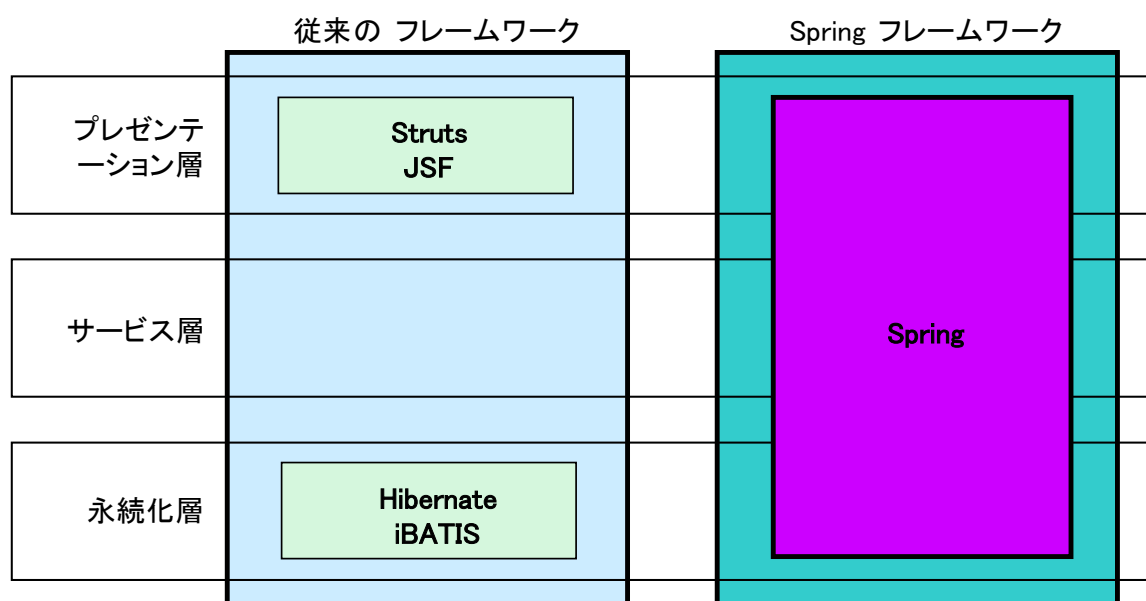 従来の フレームワーク
Spring フレームワーク
プレゼンテ
ーション層
Struts
JSF
サービス層
Spring
永続化層
Hibernate
iBATIS